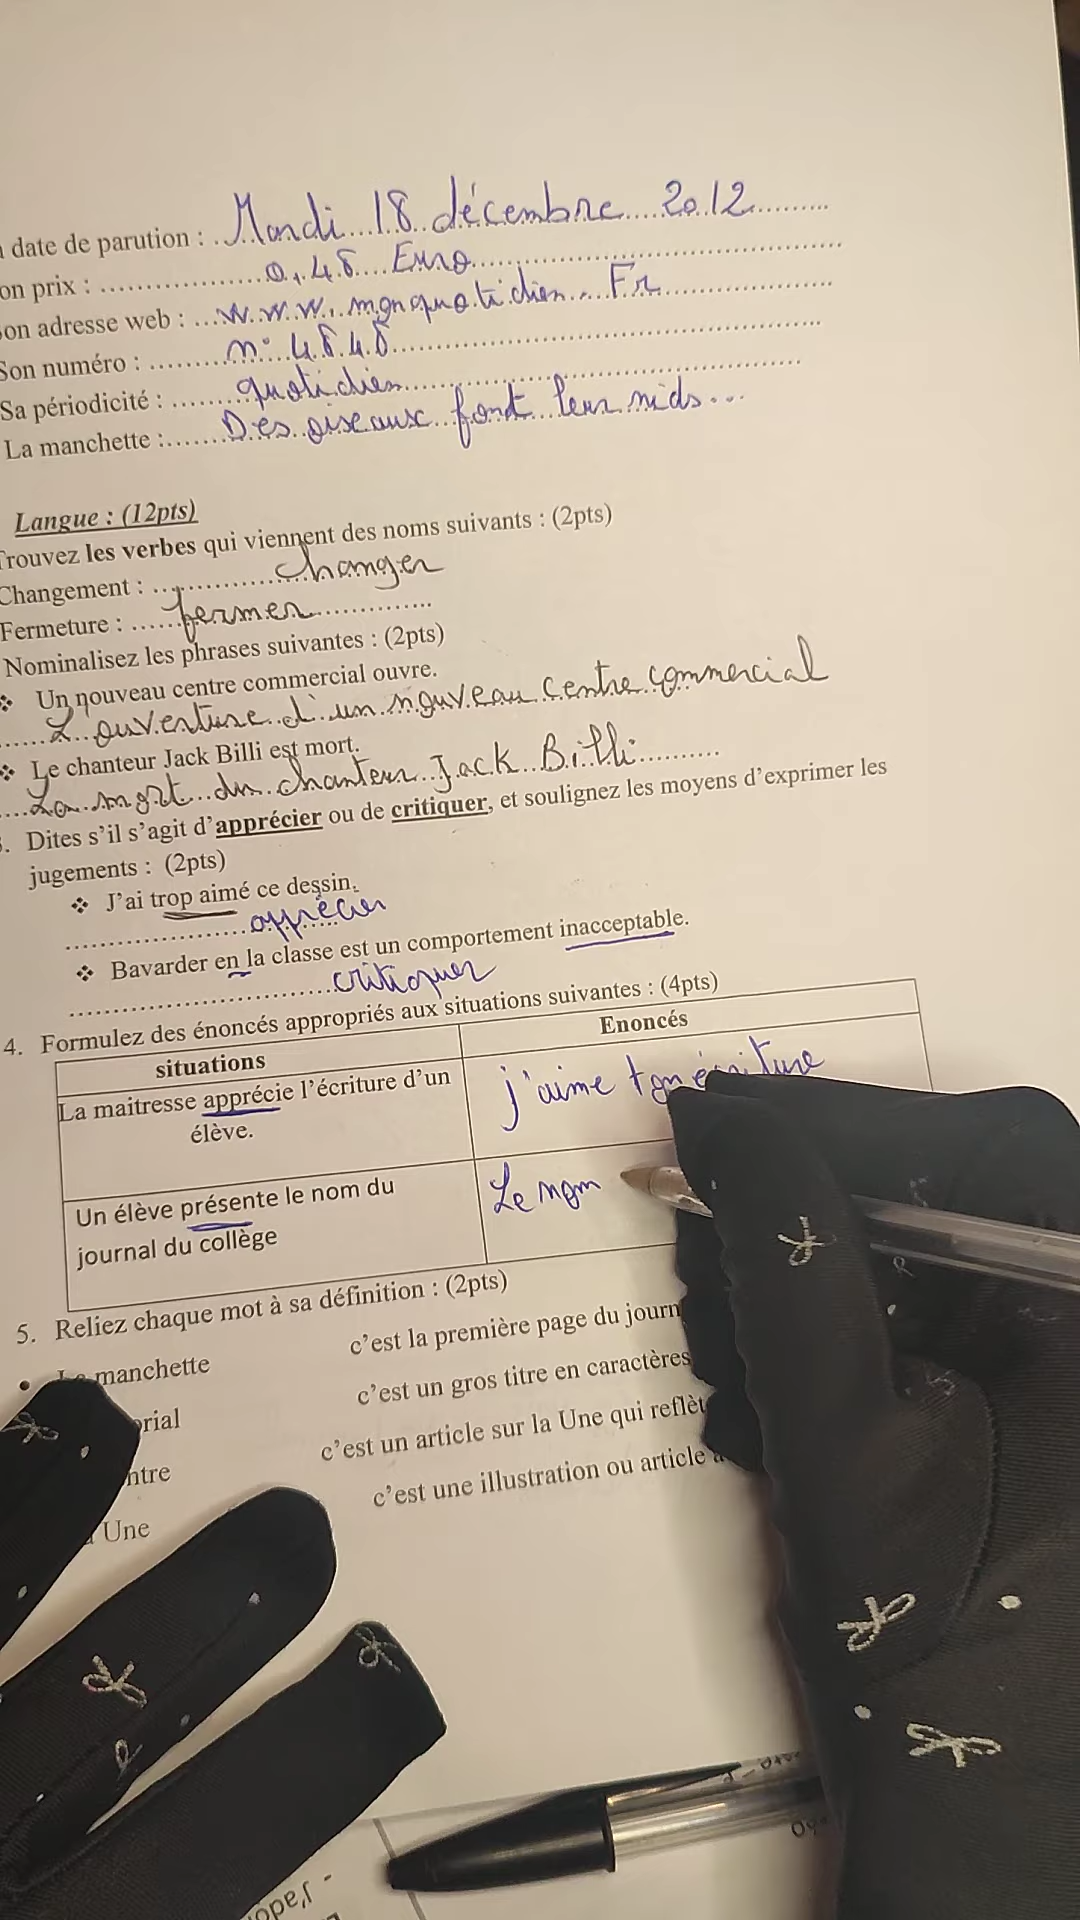 date de parution : Mardi 18 décembre 2012
on prix : 0,48 Euro
on adresse web : www.monquotidien.Fr
Son numéro : n° 4848
Sa périodicité : quotidien
La manchette : Des oiseaux font leur nids...
Langue : (12pts)
Trouvez les verbes qui viennent des noms suivants : (2pts)
Changement : changer
Fermeture : fermer
Nominalisez les phrases suivantes : (2pts)
❖ Un nouveau centre commercial ouvre.
L'ouverture d'un nouveau centre commercial
❖ Le chanteur Jack Billi est mort.
La mort du chanteur Jack Billi
. Dites s'il s'agit d'apprécier ou de critiquer, et soulignez les moyens d'exprimer les
jugements : (2pts)
❖ J'ai trop aimé ce dessin.
apprécier
❖ Bavarder en la classe est un comportement inacceptable.
critiquer
4. Formulez des énoncés appropriés aux situations suivantes : (4pts)
situations Enoncés
La maitresse apprécie l'écriture d'un j'aime ton écriture
élève.
Un élève présente le nom du Le nom
journal du collège
5. Reliez chaque mot à sa définition : (2pts)
manchette c'est la première page du journ
orial c'est un gros titre en caractères
ntre c'est un article sur la Une qui reflèt
Une c'est une illustration ou article